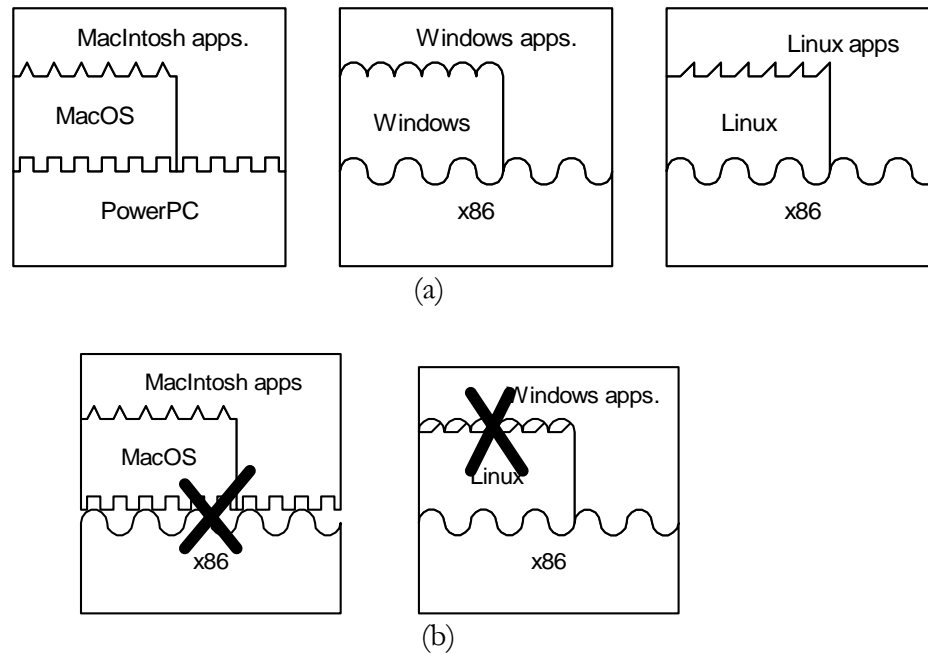 MacIntosh apps.
MacOS
PowerPC
Windows apps.
Windows
x86
Linux apps
Linux
x86
(a)
MacIntosh apps
MacOS
x86
Windows apps.
Linux
x86
(b)